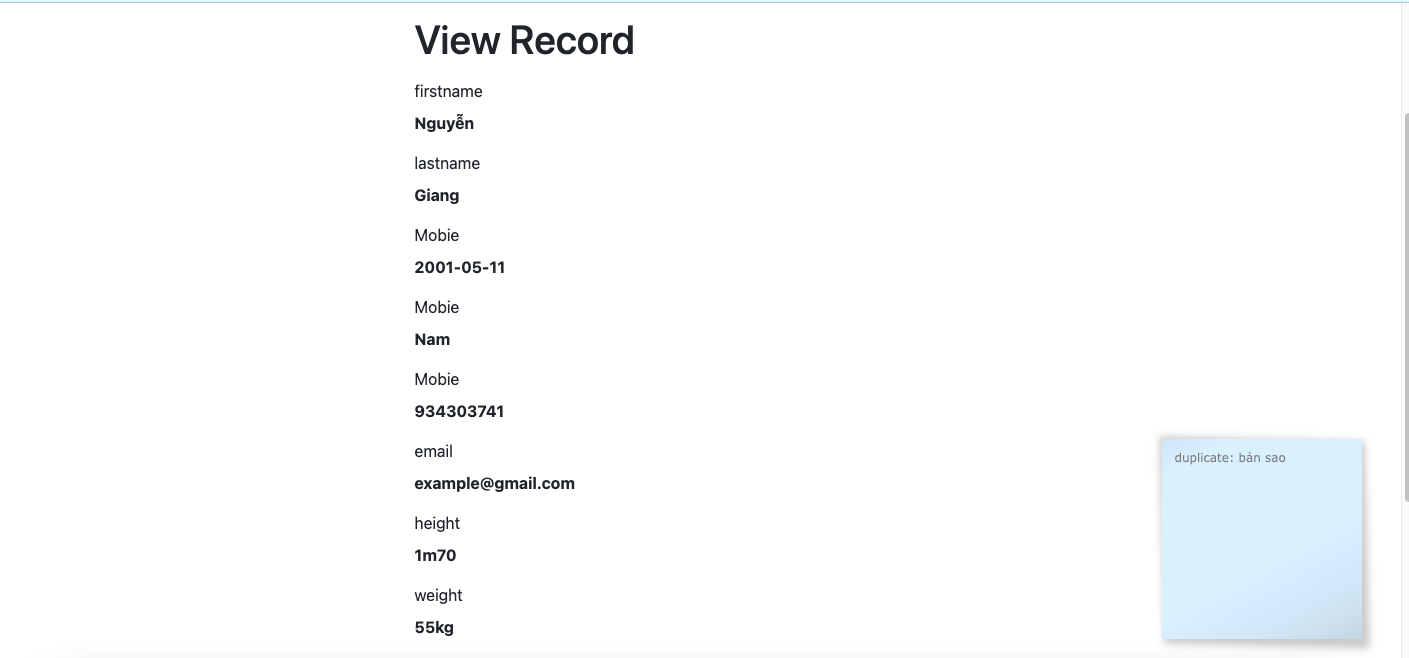 View Record
firstname
Nguyễn
lastname
Giang
Mobie
2001-05-11
Mobie
Nam
Mobie
934303741
email
example@gmail.com
height
1m70
weight
55kg
duplicate: bản sao